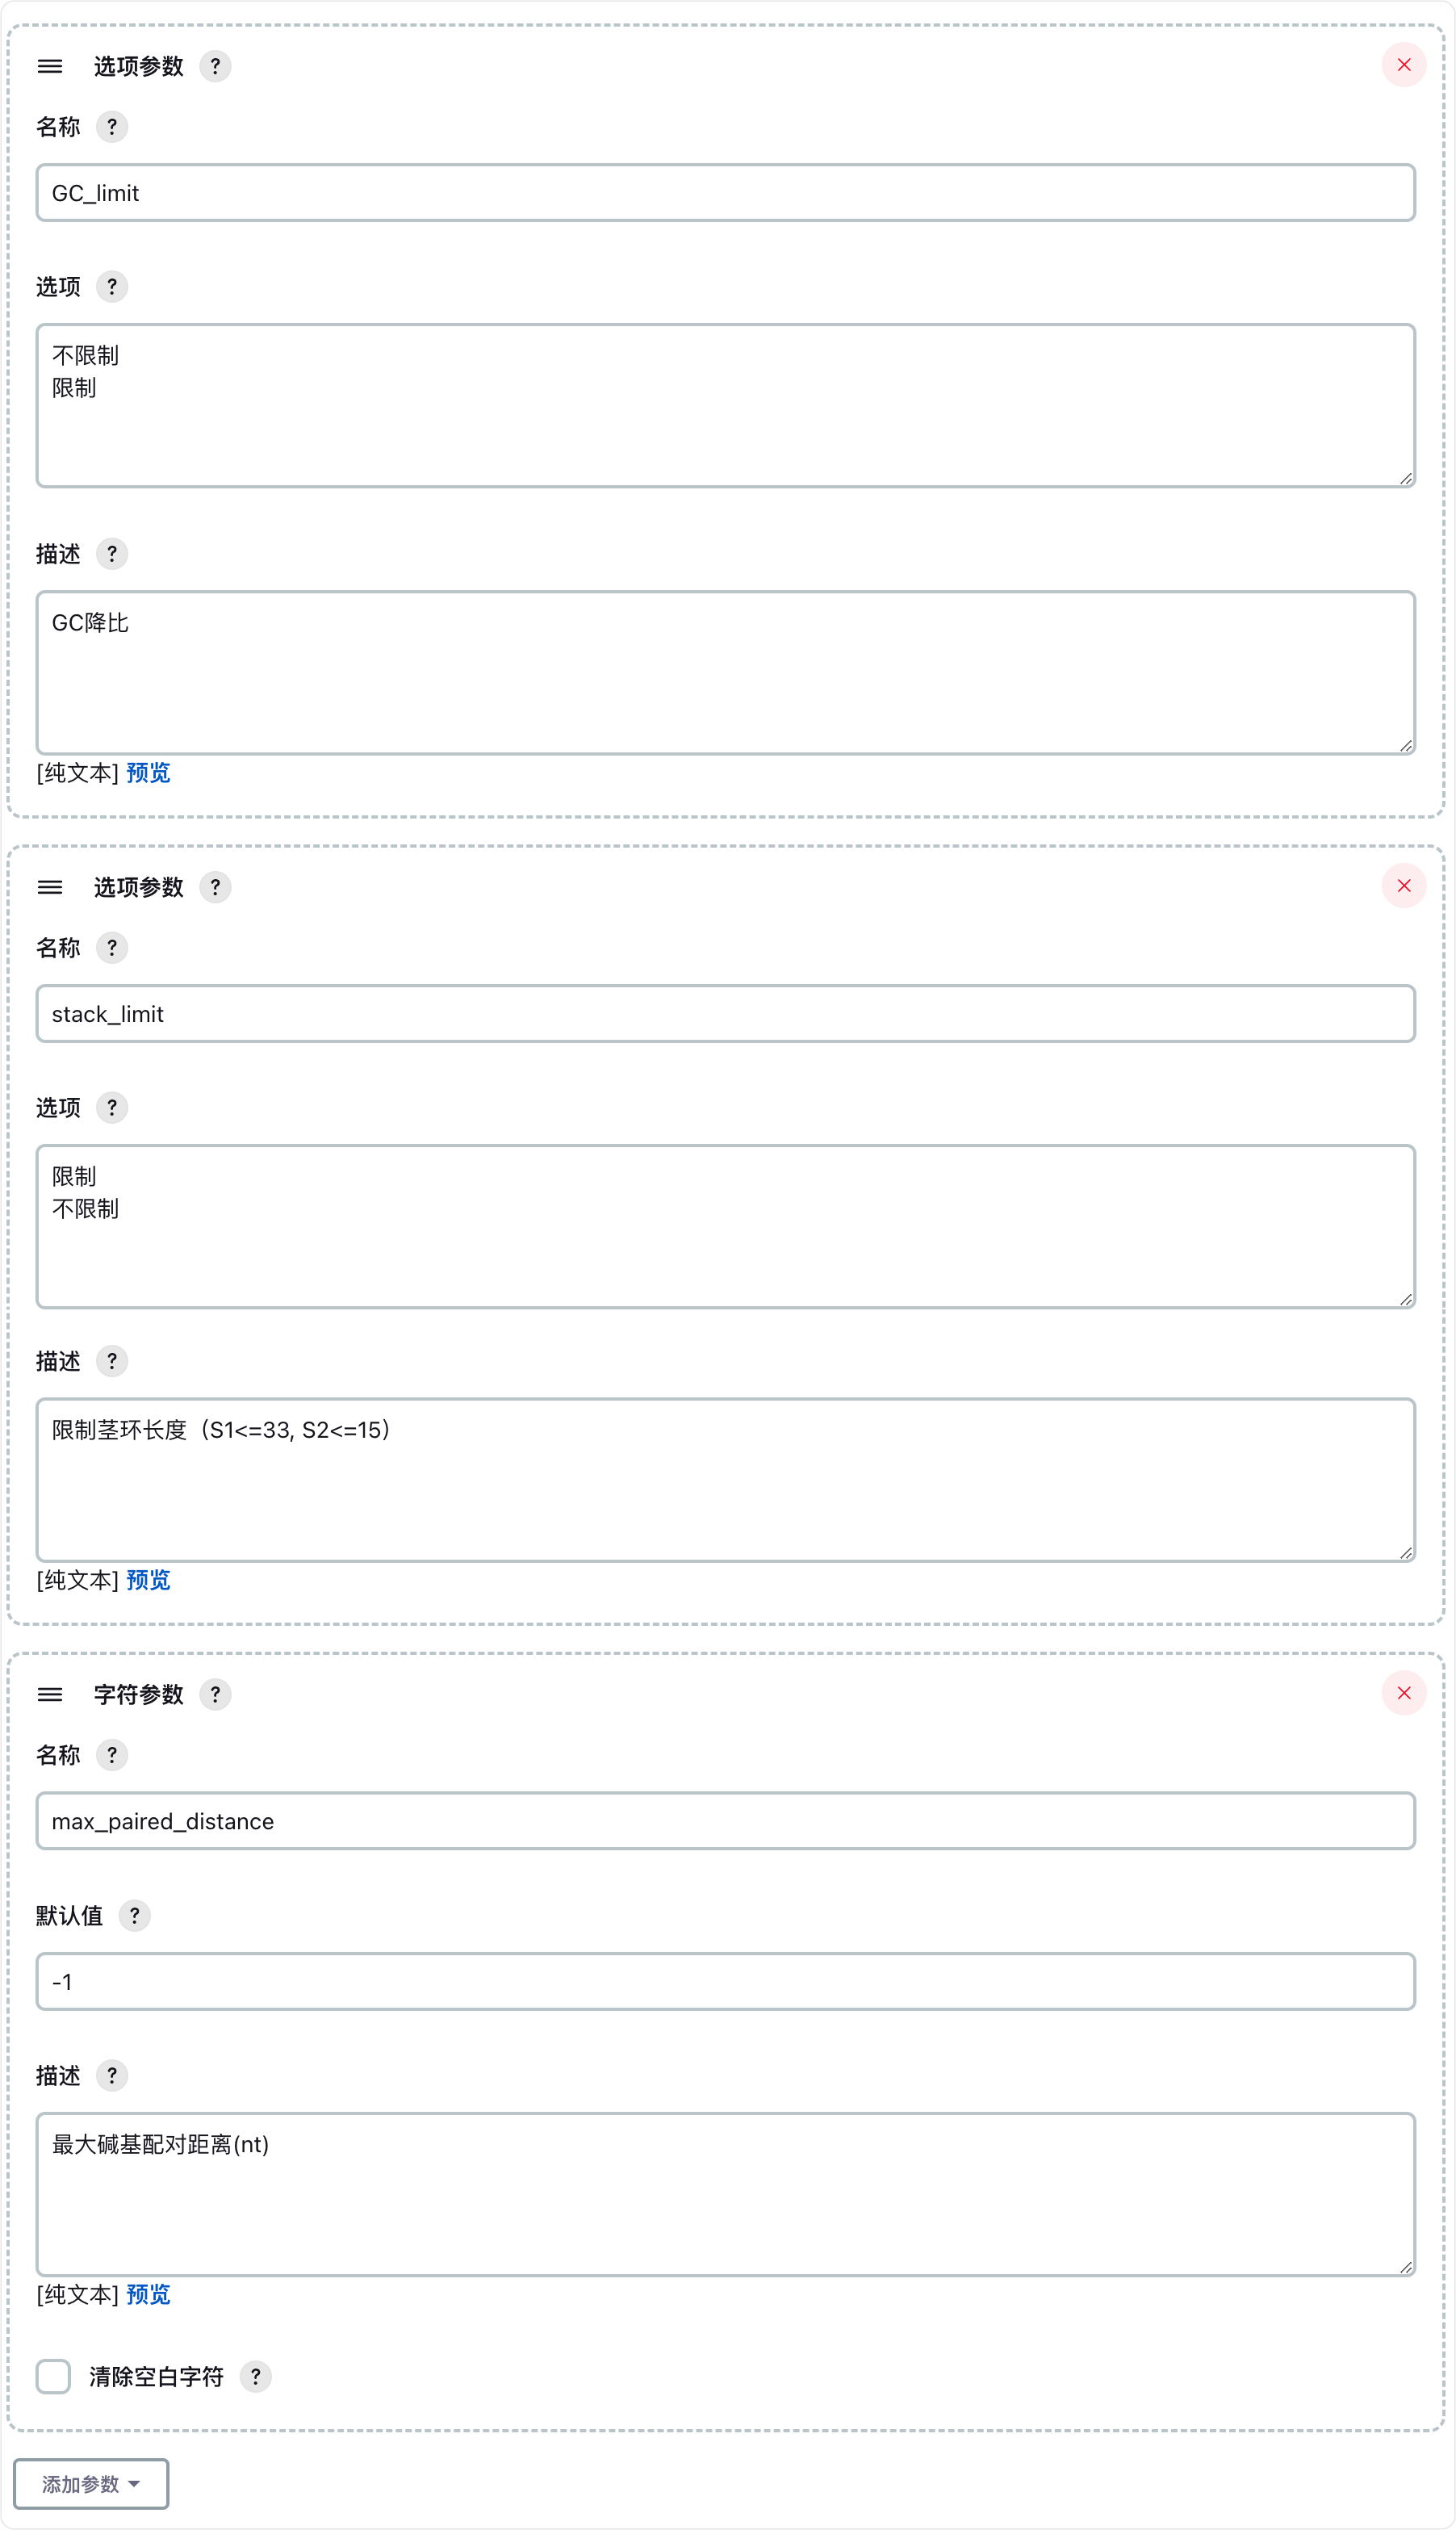 选项参数 ?
名称 ?
GC_limit
选项 ?
不限制
限制
描述 ?
GC降比
[纯文本] 预览
选项参数 ?
名称 ?
stack_limit
选项 ?
限制
不限制
描述 ?
限制茎环长度（S1<=33, S2<=15）
[纯文本] 预览
字符参数 ?
名称 ?
max_paired_distance
默认值 ?
-1
描述 ?
最大碱基配对距离(nt)
[纯文本] 预览
清除空白字符 ?
添加参数